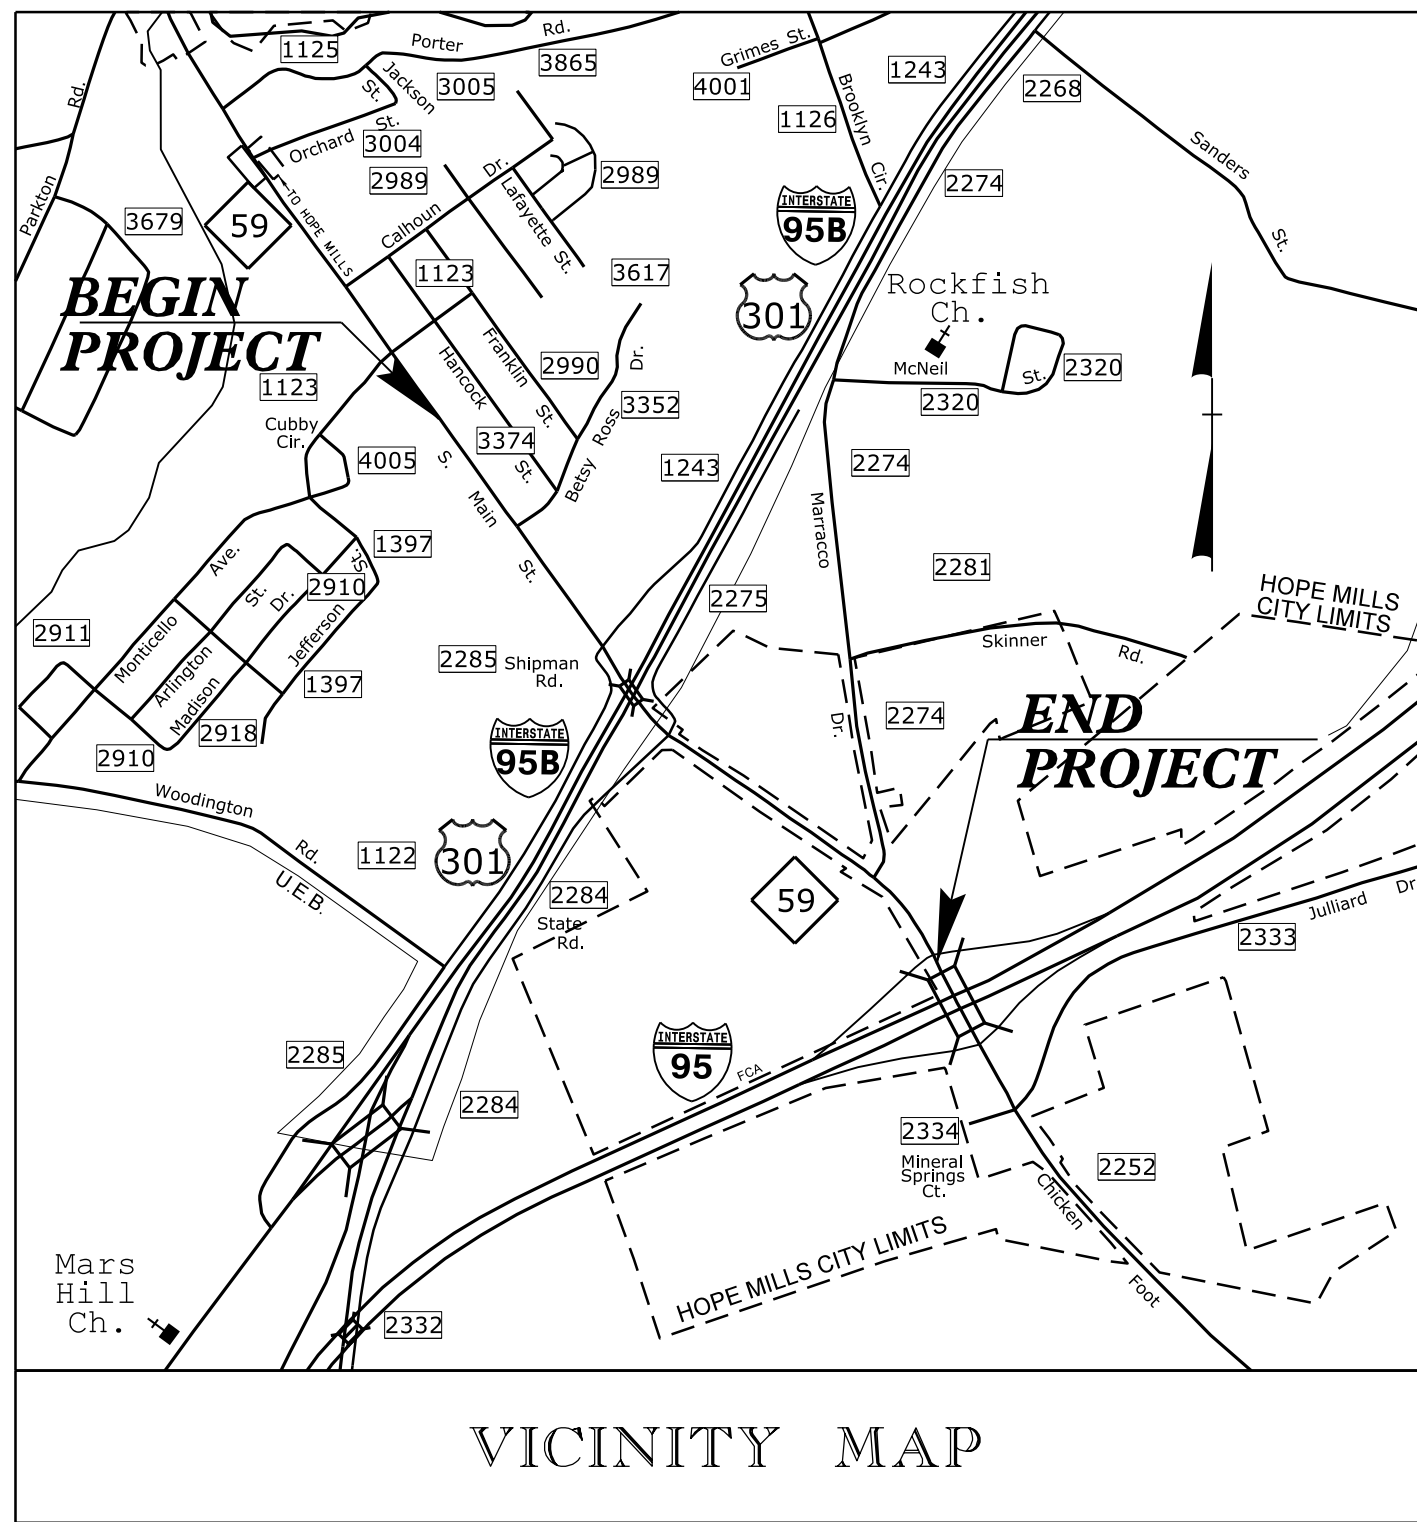 Rd.
1125
Porter
Rd.
3865
Jackson
St.
3005
Grimes St.
4001
1243
2268
Brooklyn
Cir.
1126
Orchard
St.
3004
2989
Dr.
2989
Lafayette St.
Sanders
St.
2274
Parkton
3679
59
TO HOPE MILLS
Calhoun
INTERSTATE
95B
1123
3617
301
Rockfish
Ch.
BEGIN
PROJECT
Franklin
St.
Hancock
St.
2990
Dr.
McNeil
St.
2320
2320
1123
3352
Betsy Ross
Cubby
Cir.
4005
3374
S.
Main
St.
1243
2274
Marracco
Dr.
1397
Ave.
St.
St.
Dr.
2910
2281
2275
HOPE MILLS
CITY LIMITS
2911
Monticello
Arlington
Madison
Jefferson
2285
Shipman
Rd.
Skinner
Rd.
1397
2918
2910
INTERSTATE
95B
2274
END
PROJECT
Woodington
Rd.
U.E.B.
1122
301
2284
State
Rd.
59
Julliard
Dr
2333
INTERSTATE
95
FCA
2285
2284
2334
Mineral
Springs
Ct.
2252
Chicken
Foot
HOPE MILLS CITY LIMITS
Mars
Hill
Ch.
2332
VICINITY MAP